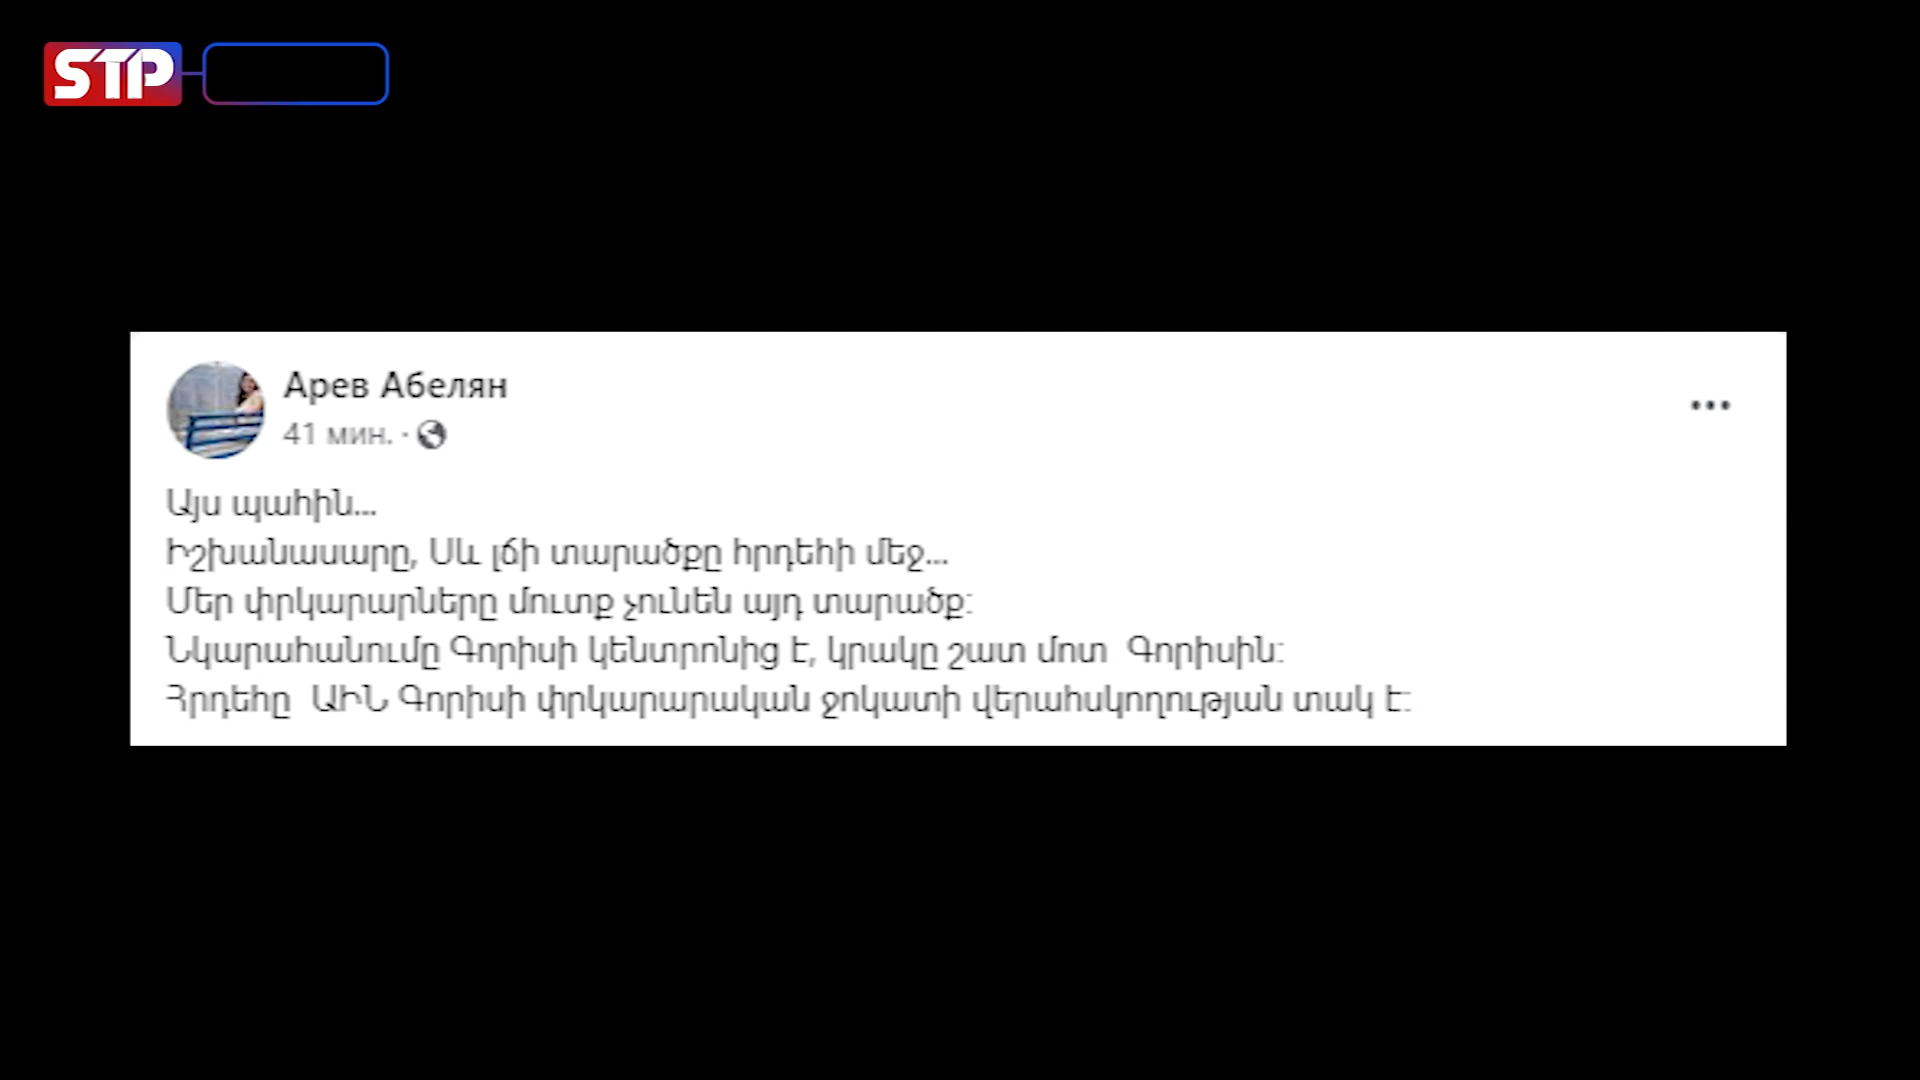 STP
Арев Абелян
41 мин. ·
Այս պահին...
Իշխանասարը, Սև լճի տարածքը հրդեհի մեջ...
Մեր փրկարարները մուտք չունեն այդ տարածք:
Նկարահանումը Գորիսի կենտրոնից է, կրակը շատ մոտ  Գորիսին:
Հրդեհը  ԱԻՆ Գորիսի փրկարարական ջոկատի վերահսկողության տակ է: